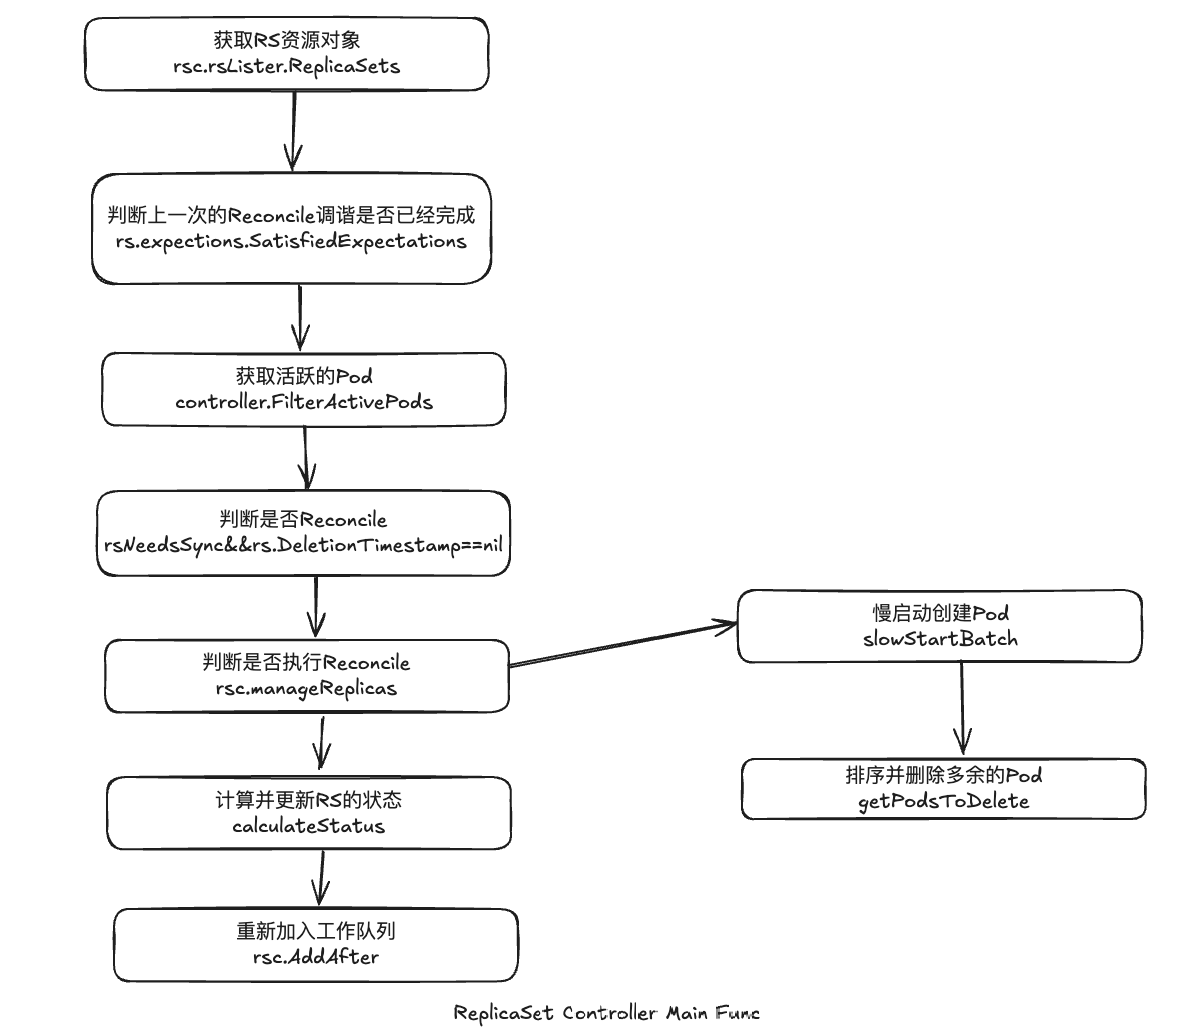 获取RS资源对象
rsc.rsLister.ReplicaSets
判断上一次的Reconcile调谐是否已经完成
rs.expections.SatisfiedExpectations
获取活跃的Pod
controller.FilterActivePods
判断是否Reconcile
rsNeedsSync&&rs.DeletionTimestamp==nil
判断是否执行Reconcile
rsc.manageReplicas
慢启动创建Pod
slowStartBatch
排序并删除多余的Pod
getPodsToDelete
计算并更新RS的状态
calculateStatus
重新加入工作队列
rsc.AddAfter
ReplicaSet Controller Main Func